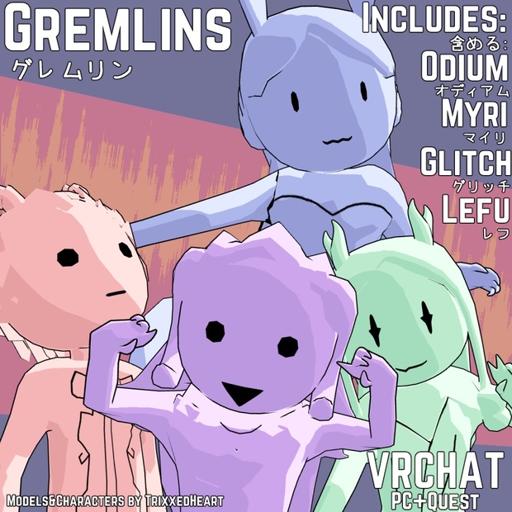 GREMLINS
グレムリン
INCLUDES:
含める:
ODIUM
オディアム
MYRI
マイリ
GLITCH
グリッチ
LEFU
レフ
VRCHAT
PC+QUEST
MODELS&CHARACTERS BY TRIXXEDHEART